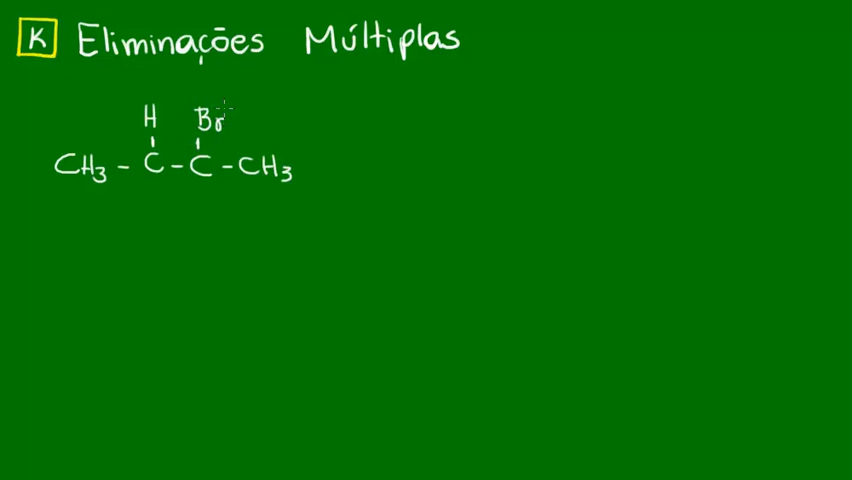 K Eliminações Múltiplas
H Br
CH3 - C - C - CH3